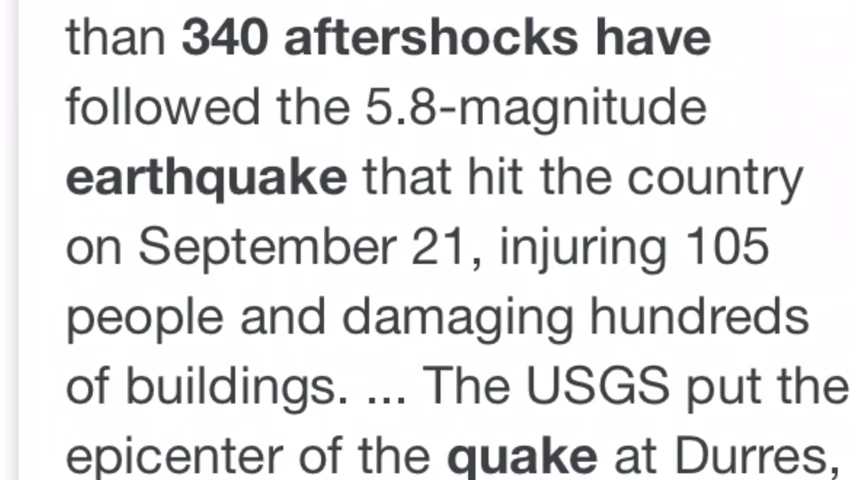 than 340 aftershocks have
followed the 5.8-magnitude
earthquake that hit the country
on September 21, injuring 105
people and damaging hundreds
of buildings. ... The USGS put the
epicenter of the quake at Durres,